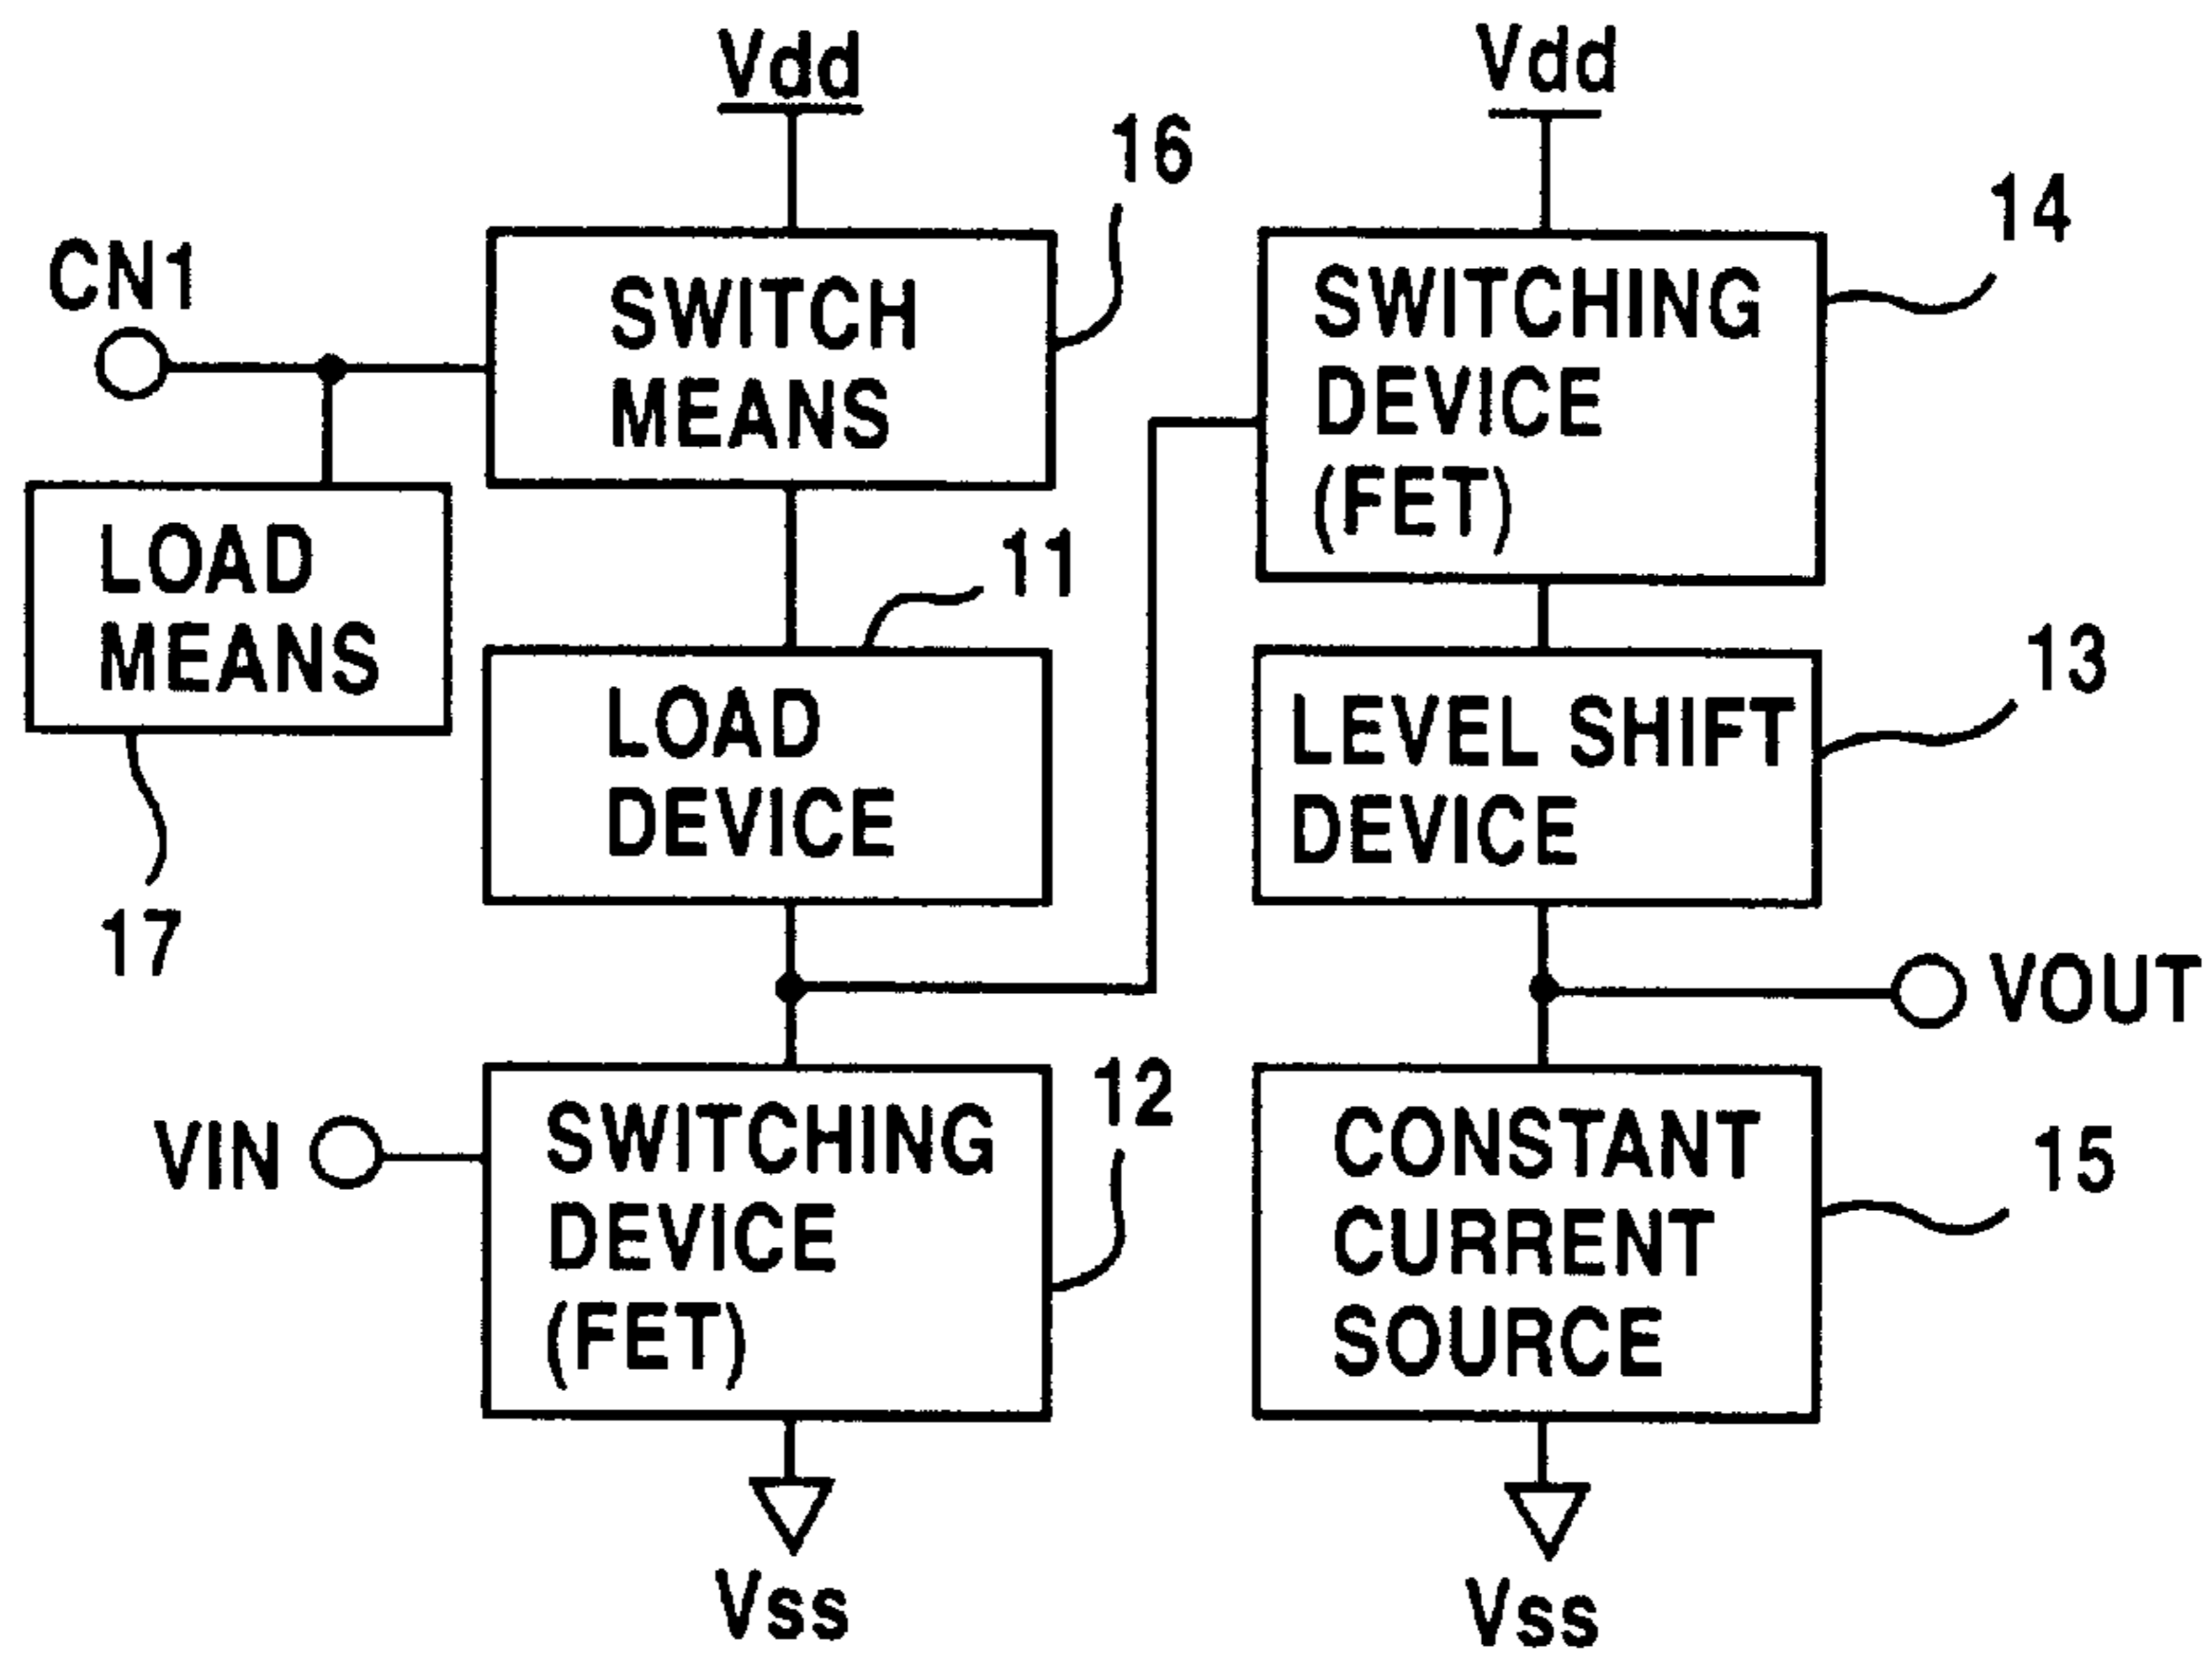 Vdd
Vdd
16
14
CN1
SWITCH
MEANS
SWITCHING
DEVICE
(FET)
LOAD
MEANS
11
13
LOAD
DEVICE
LEVEL SHIFT
DEVICE
17
VOUT
12
VIN
SWITCHING
DEVICE
(FET)
CONSTANT
CURRENT
SOURCE
15
Vss
Vss